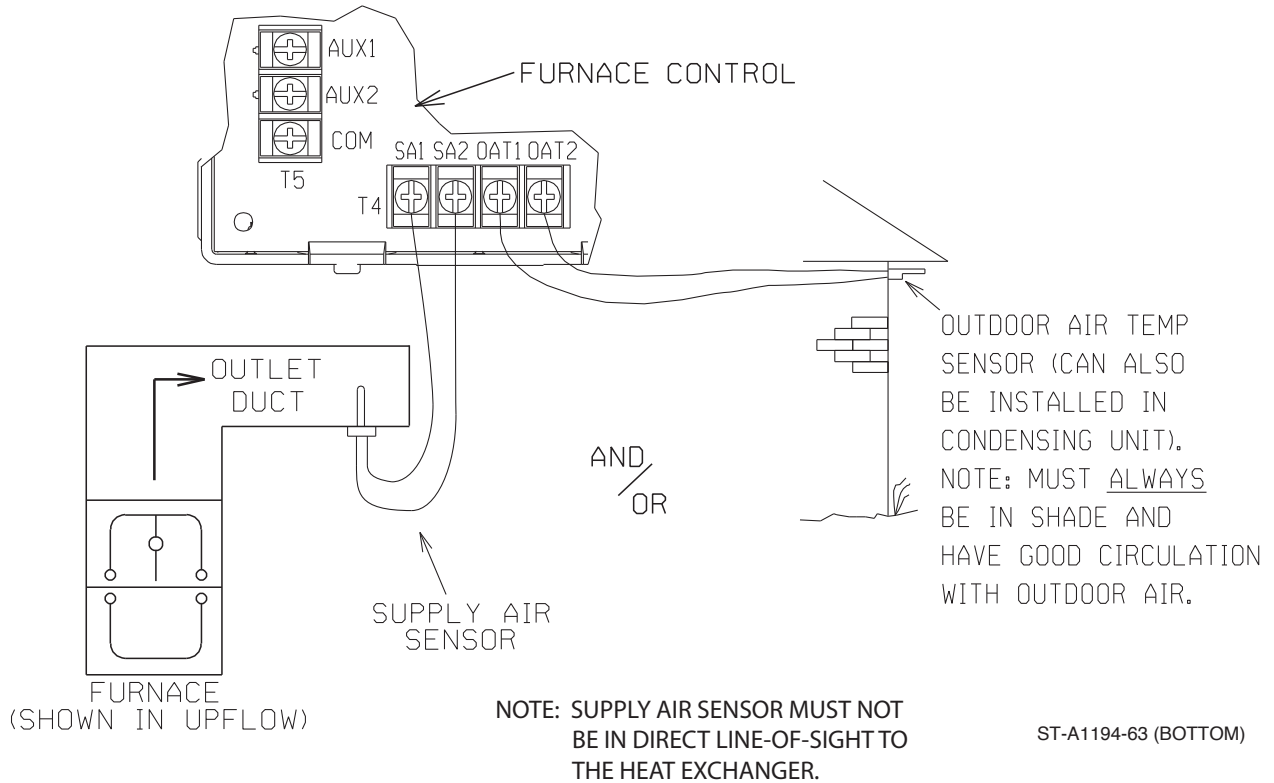 AUX1
FURNACE CONTROL
AUX2
COM
SA1 SA2 OAT1 OAT2
T5
T4
OUTLET
DUCT
OUTDOOR AIR TEMP
SENSOR (CAN ALSO
BE INSTALLED IN
CONDENSING UNIT).
NOTE: MUST ALWAYS
BE IN SHADE AND
HAVE GOOD CIRCULATION
WITH OUTDOOR AIR.
AND/
OR
SUPPLY AIR
SENSOR
FURNACE
(SHOWN IN UPFLOW)
NOTE: SUPPLY AIR SENSOR MUST NOT
BE IN DIRECT LINE-OF-SIGHT TO
THE HEAT EXCHANGER.
ST-A1194-63 (BOTTOM)